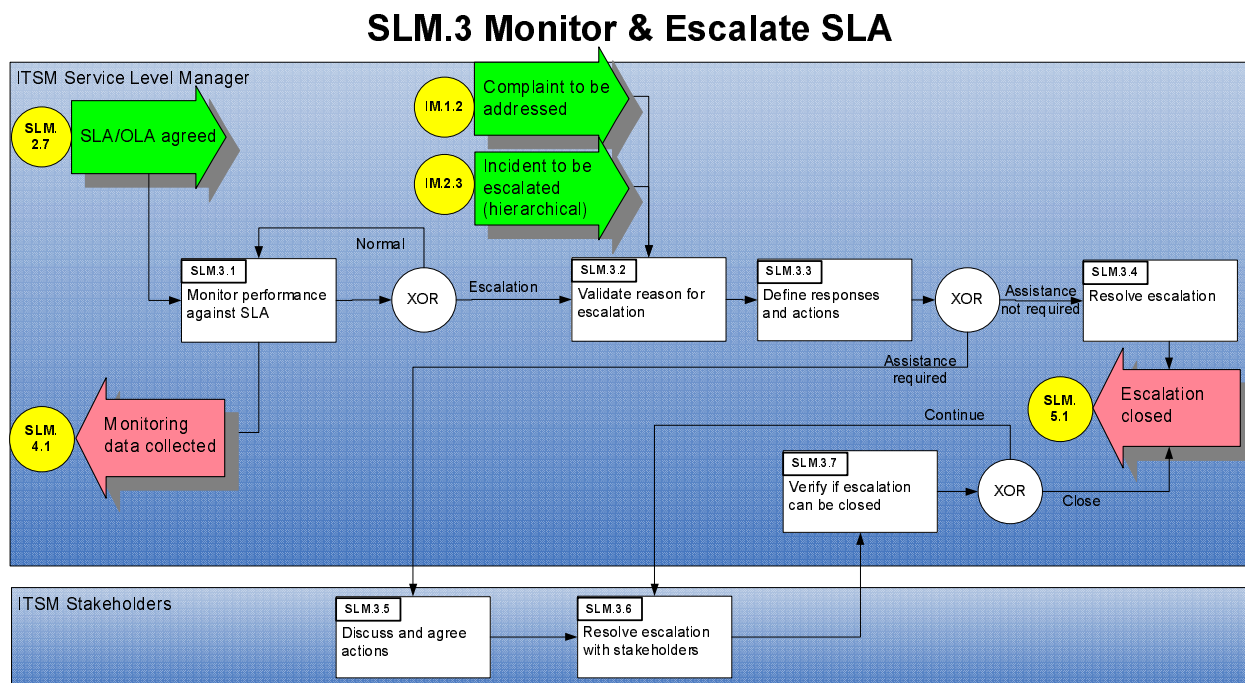 SLM.3 Monitor & Escalate SLA
ITSM Service Level Manager
SLM.
2.7
SLA/OLA agreed
IM.1.2
Complaint to be
addressed
IM.2.3
Incident to be
escalated
(hierarchical)
Normal
SLM.3.1
Monitor performance
against SLA
XOR
Escalation
SLM.3.2
Validate reason for
escalation
SLM.3.3
Define responses
and actions
XOR
Assistance
not required
SLM.3.4
Resolve escalation
Assistance
required
SLM.
4.1
Monitoring
data collected
SLM.
5.1
Escalation
closed
Continue
SLM.3.7
Verify if escalation
can be closed
XOR
Close
ITSM Stakeholders
SLM.3.5
Discuss and agree
actions
SLM.3.6
Resolve escalation
with stakeholders